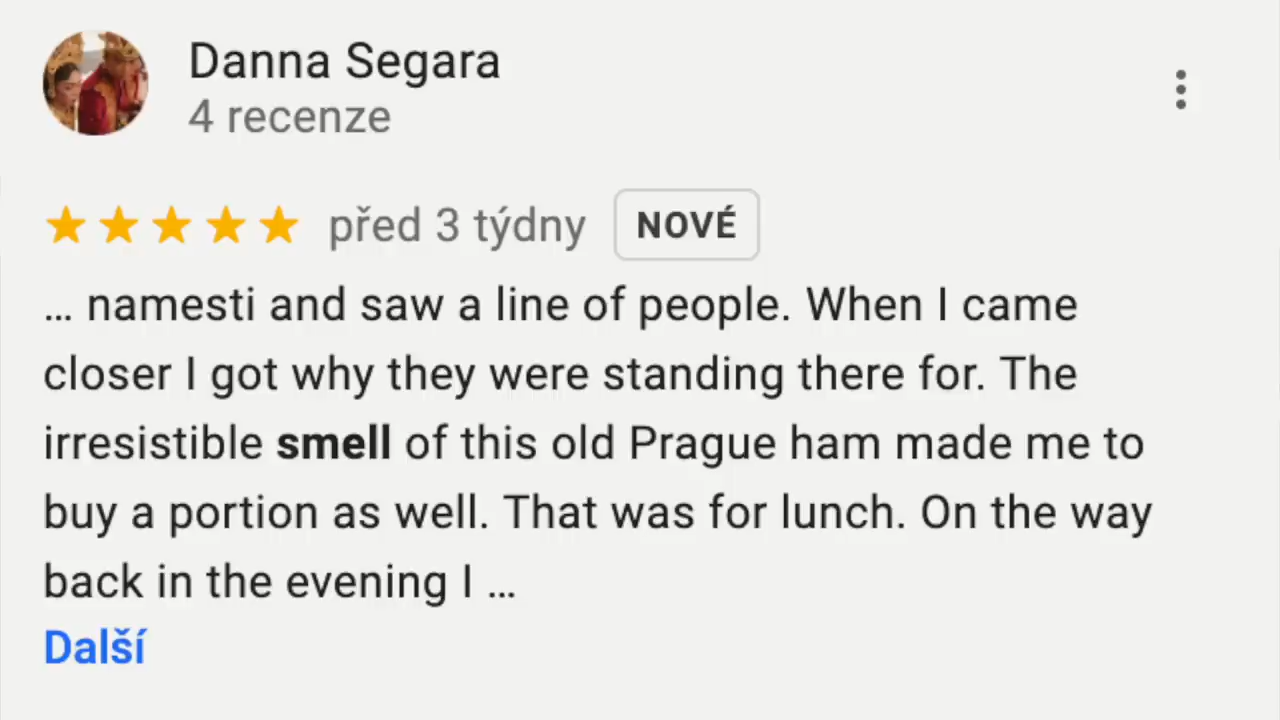 Danna Segara
4 recenze
před 3 týdny NOVÉ
... namesti and saw a line of people. When I came
closer I got why they were standing there for. The
irresistible smell of this old Prague ham made me to
buy a portion as well. That was for lunch. On the way
back in the evening I ...
Další